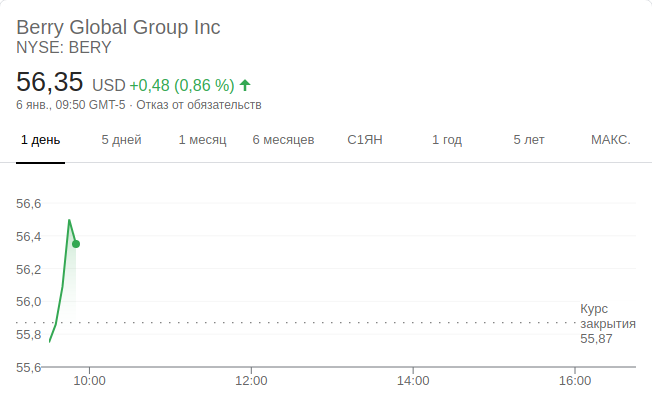 Berry Global Group Inc
NYSE: BERY
56,35 USD +0,48 (0,86 %)
6 янв., 09:50 GMT-5 · Отказ от обязательств
1 день 5 дней 1 месяц 6 месяцев С1ЯН 1 год 5 лет МАКС.
56,6
56,4
56,2
56,0
55,8
55,6
Курс
закрытия
55,87
10:00 12:00 14:00 16:00